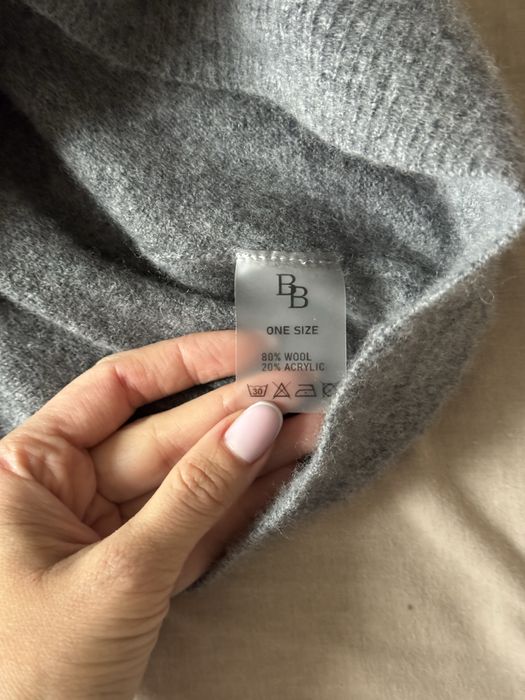 BB
ONE SIZE
80% WOOL
20% ACRYLIC
30